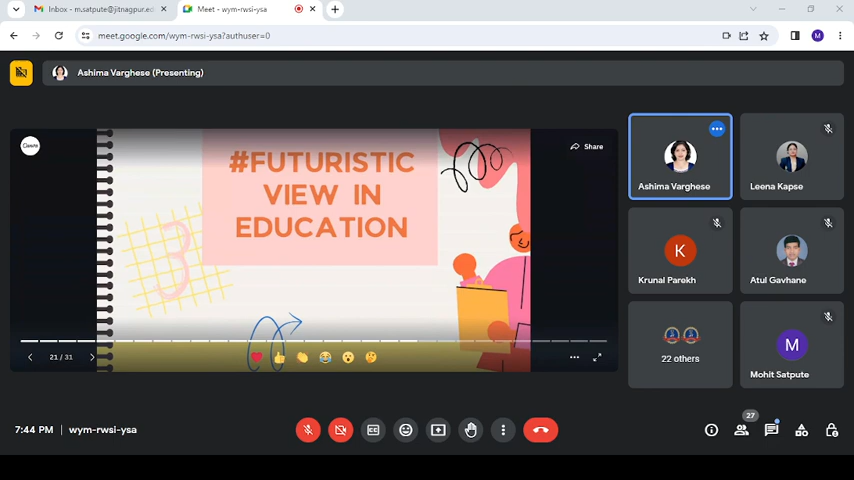 Inbox - m.satpute@jitnagpur.ed
Meet - wym-rwsi-ysa
meet.google.com/wym-rwsi-ysa?authuser=0
M
Ashima Varghese (Presenting)
Canva
Share
#FUTURISTIC
VIEW IN
EDUCATION
3
21 / 31
Ashima Varghese
Leena Kapse
K
Krunal Parekh
Atul Gavhane
22 others
M
Mohit Satpute
7:44 PM | wym-rwsi-ysa
CC
27